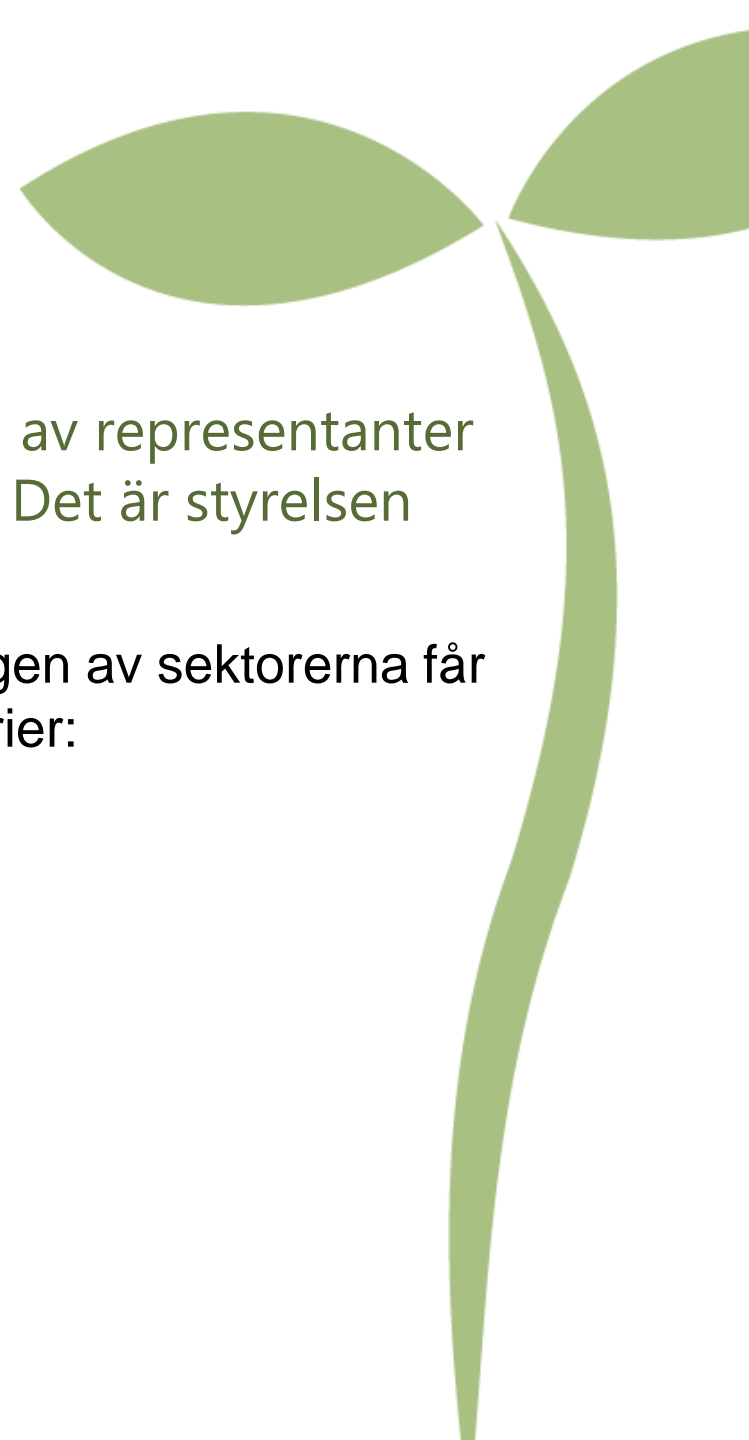 av representanter
Det är styrelsen
gen av sektorerna får
rier: